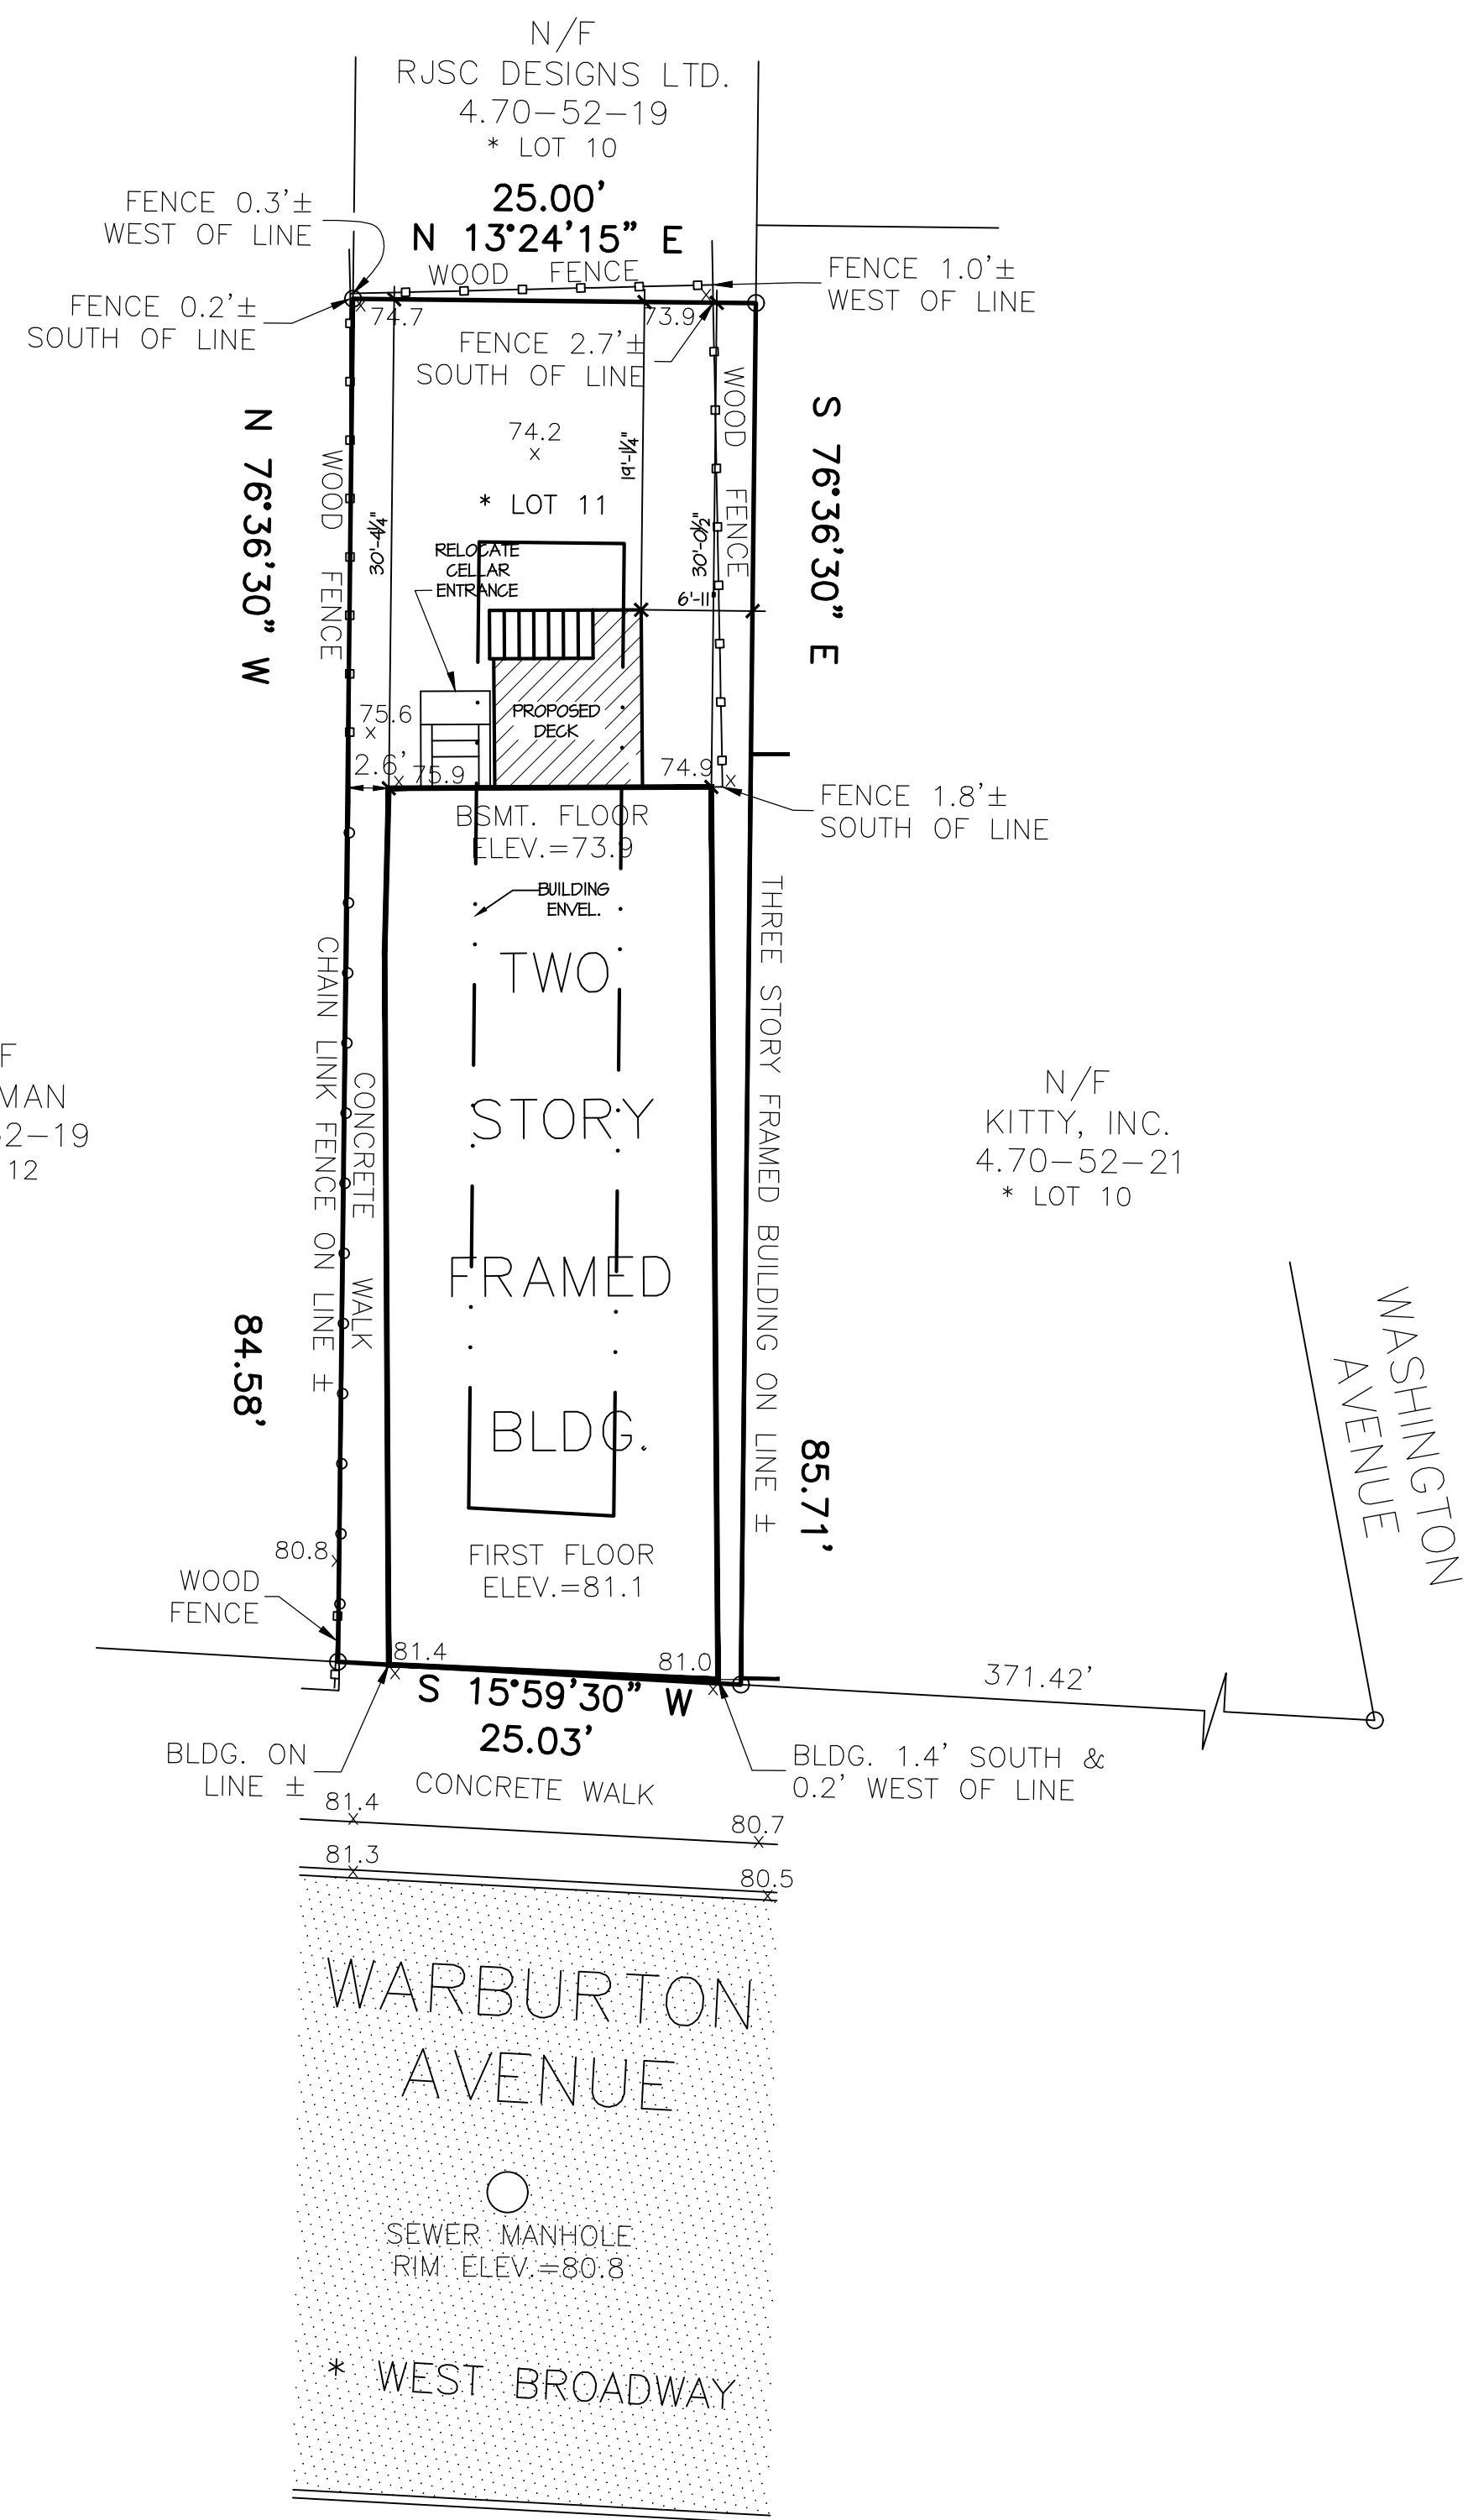 N/F
RJSC DESIGNS LTD.
4.70-52-19
* LOT 10
25.00'
N 13°24'15" E
FENCE 0.3'±
WEST OF LINE
WOOD FENCE
FENCE 1.0'±
WEST OF LINE
FENCE 0.2'±
SOUTH OF LINE
74.7
73.9
FENCE 2.7'±
SOUTH OF LINE
N 76°36'30" W
WOOD FENCE
74.2
x
* LOT 11
30'-4¼"
19'-1¼"
30'-0½"
6'-11"
WOOD FENCE
S 76°36'30" E
RELOCATE
CELLAR
ENTRANCE
PROPOSED
DECK
75.6
x
2.6'
75.9
74.9
FENCE 1.8'±
SOUTH OF LINE
BSMT. FLOOR
ELEV.=73.9
BUILDING
ENVEL.
TWO
STORY
FRAMED
BLDG.
CHAIN LINK FENCE ON LINE ±
CONCRETE WALK
THREE STORY FRAMED BUILDING ON LINE ±
F
MAN
2-19
12
N/F
KITTY, INC.
4.70-52-21
* LOT 10
WASHINGTON
AVENUE
84.58'
85.71'
FIRST FLOOR
ELEV.=81.1
80.8
WOOD
FENCE
81.4
81.0
371.42'
S 15°59'30" W
25.03'
BLDG. ON
LINE ±
BLDG. 1.4' SOUTH &
0.2' WEST OF LINE
CONCRETE WALK
81.4
80.7
81.3
80.5
WARBURTON
AVENUE
SEWER MANHOLE
RIM ELEV.=80.8
* WEST BROADWAY